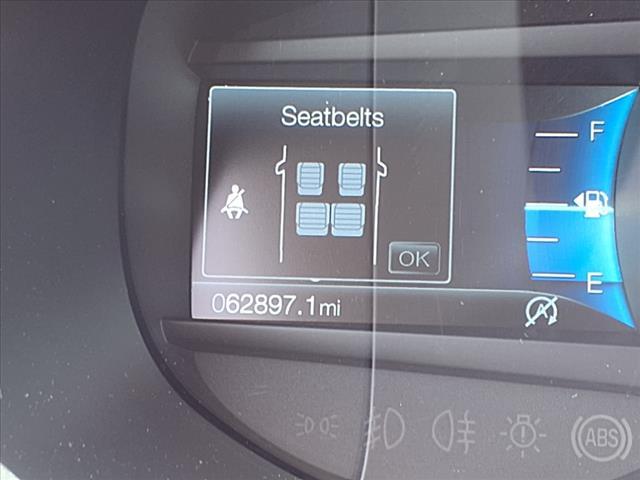 Seatbelts
F
OK
E
062897.1mi
A
ABS